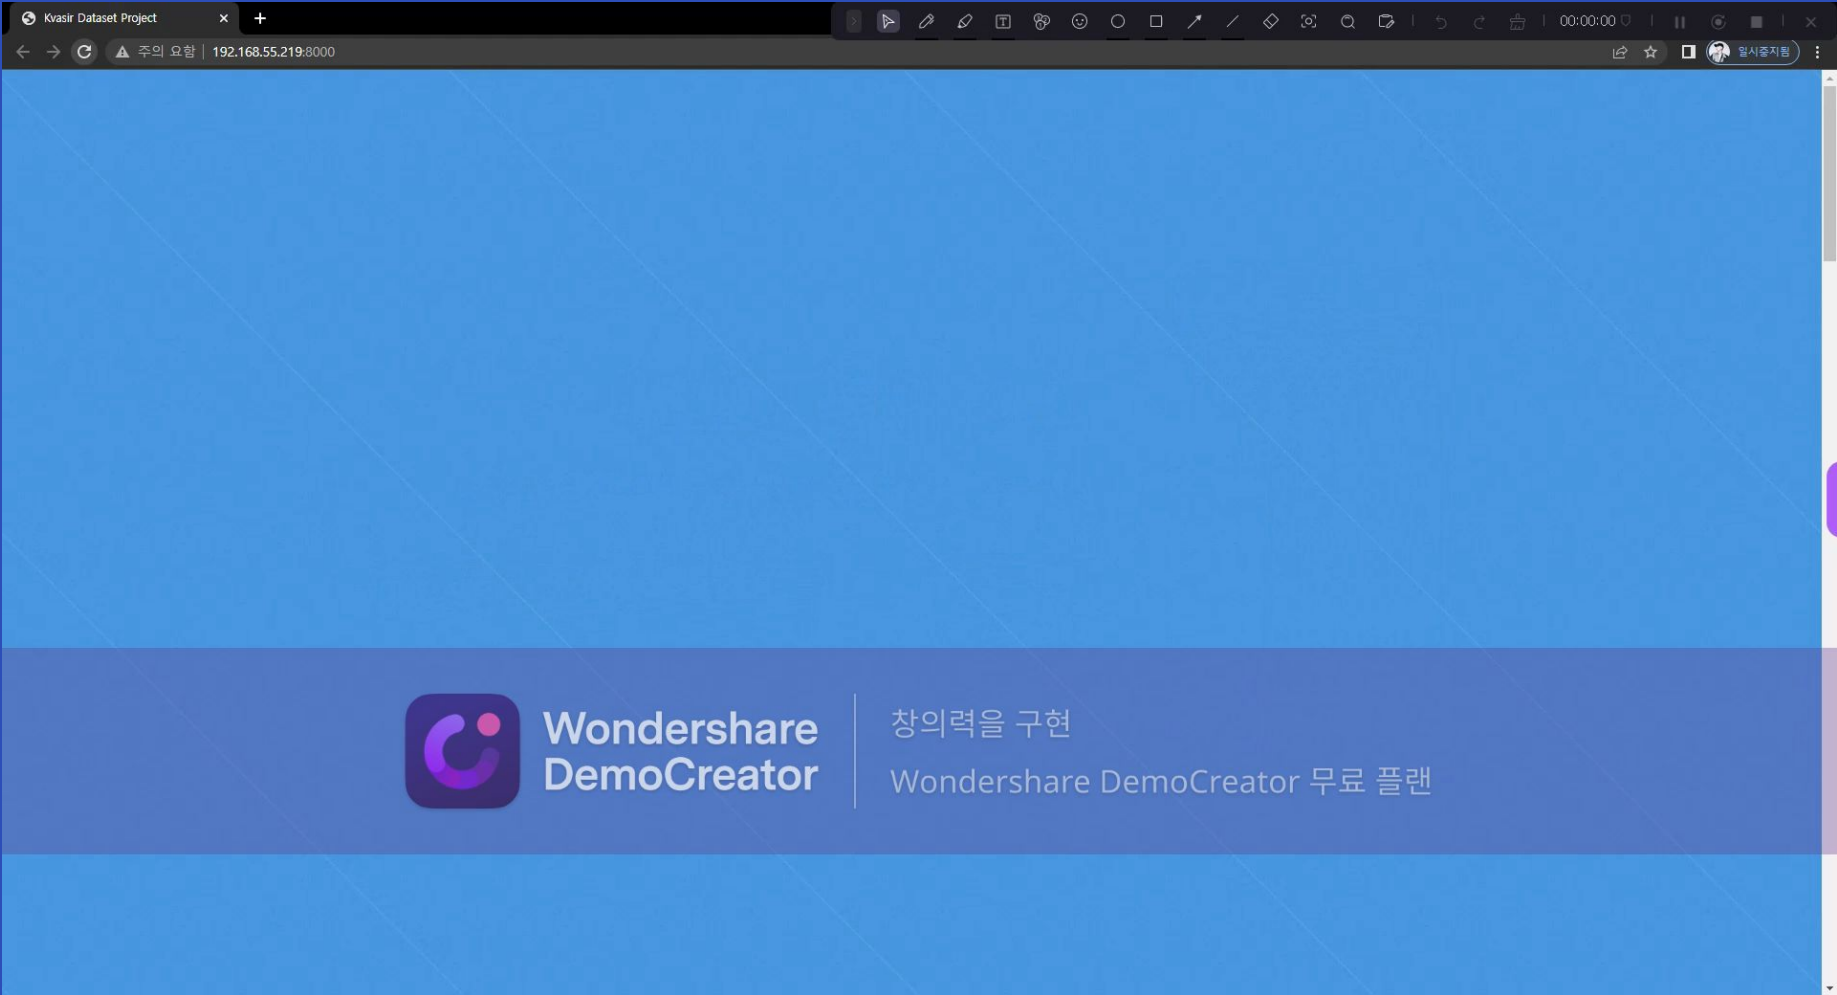 Kvasir Dataset Project
00:00:00
주의 요함
192.168.55.219:8000
일시중지됨
Wondershare
DemoCreator
창의력을 구현
Wondershare DemoCreator 무료 플랜